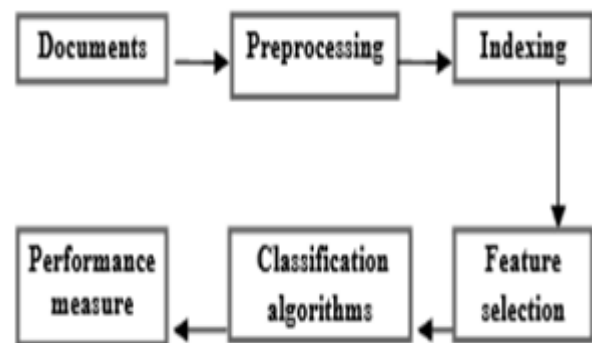 Documents
Preprocessing
Indexing
Feature
selection
Classification
algorithms
Performance
measure